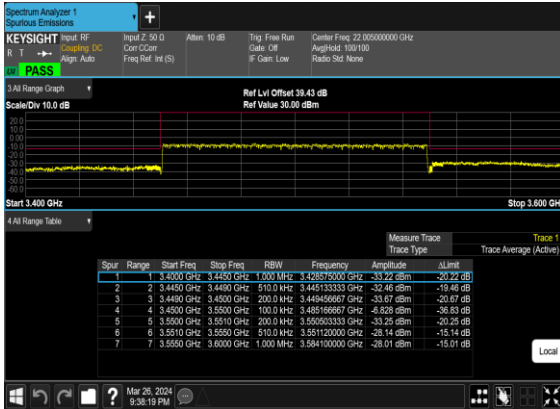 Spectrum Analyzer 1
Spurious Emissions
+
KEYSIGHT Input: RF Input Z: 50 Ω Atten: 10 dB Trig: Free Run Center Freq: 22.005000000 GHz
R T Coupling: DC Corr CCorr Gate: Off Avg|Hold: 100/100
Align: Auto Freq Ref: Int (S) IF Gain: Low Radio Std: None
PASS
3 All Range Graph Ref Lvl Offset 39.43 dB
Scale/Div 10.0 dB Ref Value 30.00 dBm
20.0
10.0
0.00
-10.0
-20.0
-30.0
-40.0
-50.0
-60.0
Start 3.400 GHz Stop 3.600 GH
4 All Range Table
Measure Trace Trace 1
Trace Type Trace Average (Active)
Spur Range Start Freq Stop Freq RBW Frequency Amplitude ΔLimit
1 1 3.4000 GHz 3.4450 GHz 1.000 MHz 3.428575000 GHz -33.22 dBm -20.22 dB
2 2 3.4450 GHz 3.4490 GHz 510.0 kHz 3.445133333 GHz -32.46 dBm -19.46 dB
3 3 3.4490 GHz 3.4500 GHz 200.0 kHz 3.449456667 GHz -33.67 dBm -20.67 dB
4 4 3.4500 GHz 3.5500 GHz 100.0 kHz 3.485166667 GHz -6.828 dBm -36.83 dB
5 5 3.5500 GHz 3.5510 GHz 200.0 kHz 3.550503333 GHz -33.25 dBm -20.25 dB
6 6 3.5510 GHz 3.5550 GHz 510.0 kHz 3.551120000 GHz -28.14 dBm -15.14 dB
7 7 3.5550 GHz 3.6000 GHz 1.000 MHz 3.584100000 GHz -28.01 dBm -15.01 dB
Local
? Mar 26, 2024
9:38:19 PM